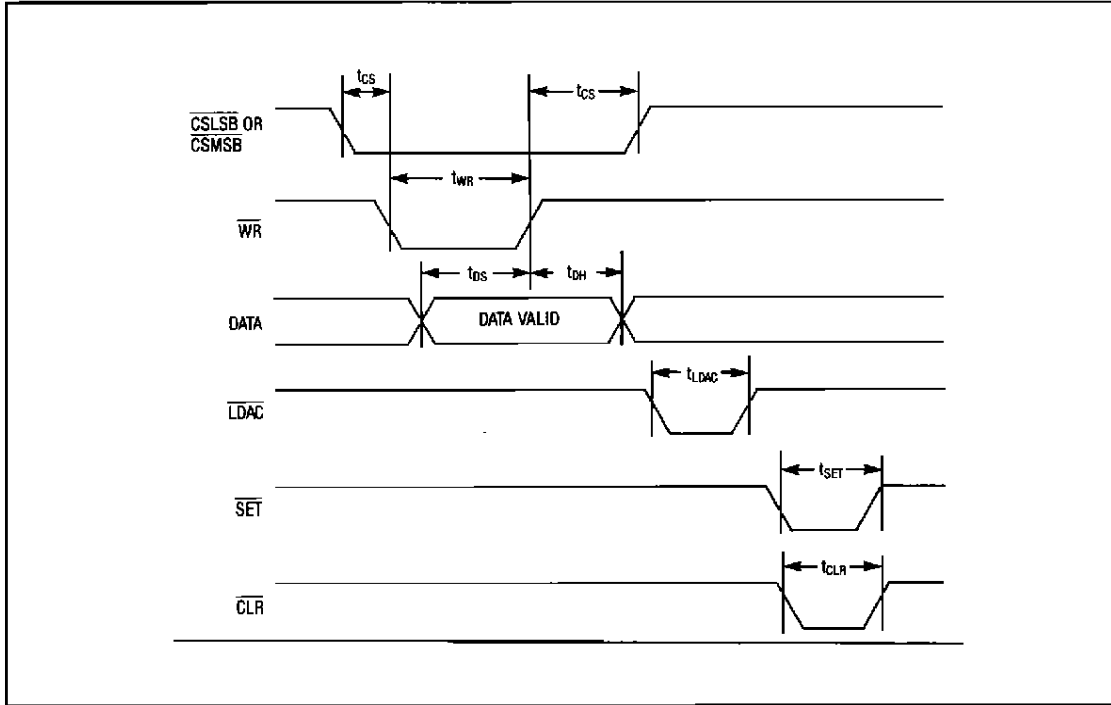 tCS
tCS
CSLSB OR
CSMSB
tWR
WR
tDS
tDH
DATA
DATA VALID
tLDAC
LDAC
tSET
SET
tCLR
CLR